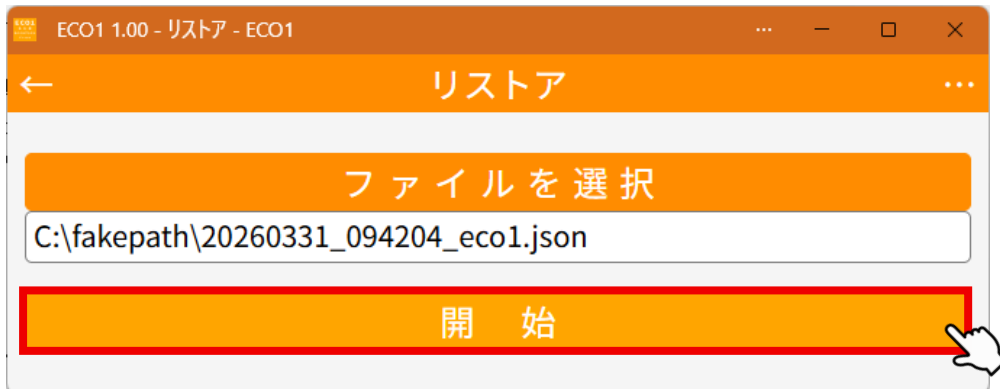 ECO1 1.00 - リストア - ECO1
リストア
ファイルを選択
C:\fakepath\20260331_094204_eco1.json
開 始